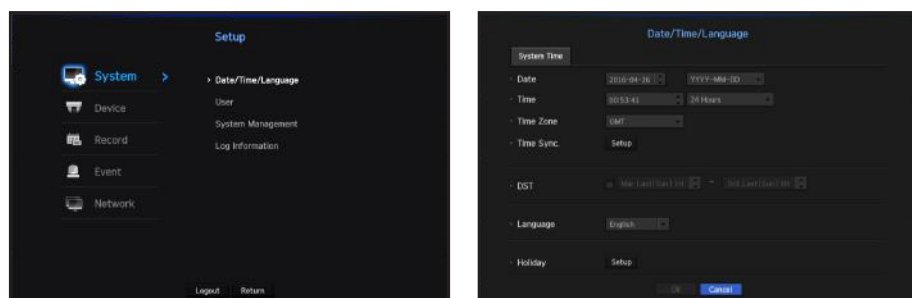 Setup
System >
Device
Record
Event
Network
› Date/Time/Language
User
System Management
Log Information
Logout Return
Date/Time/Language
System Time
· Date 2016-04-26 YYYY-MM-DD
· Time 00:53:41 24 Hours
· Time Zone GMT
· Time Sync. Setup
· DST ~
· Language English
· Holiday Setup
OK Cancel